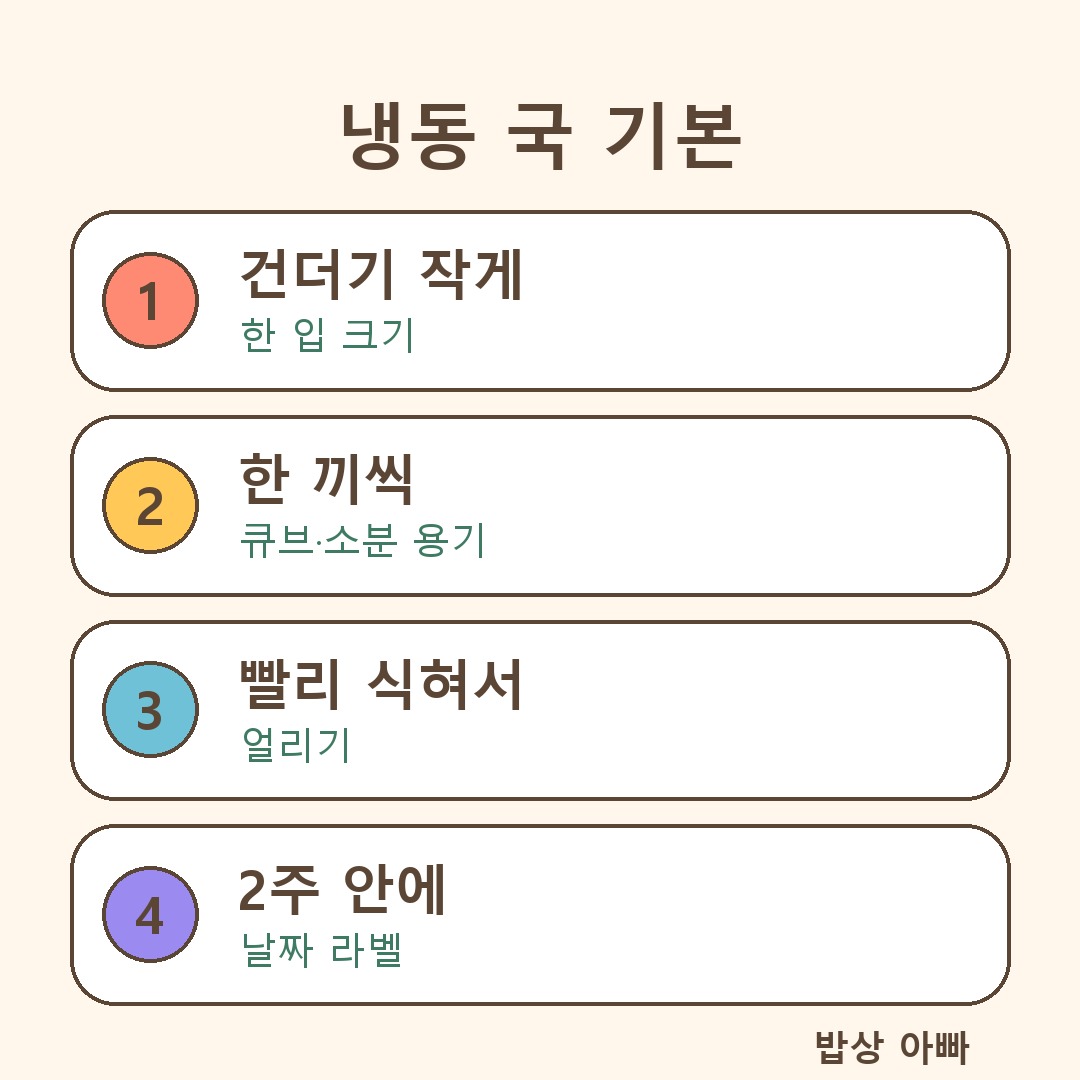 냉동 국 기본
1
건더기 작게
한 입 크기
2
한 끼씩
큐브·소분 용기
3
빨리 식혀서
얼리기
4
2주 안에
날짜 라벨
밥상 아빠